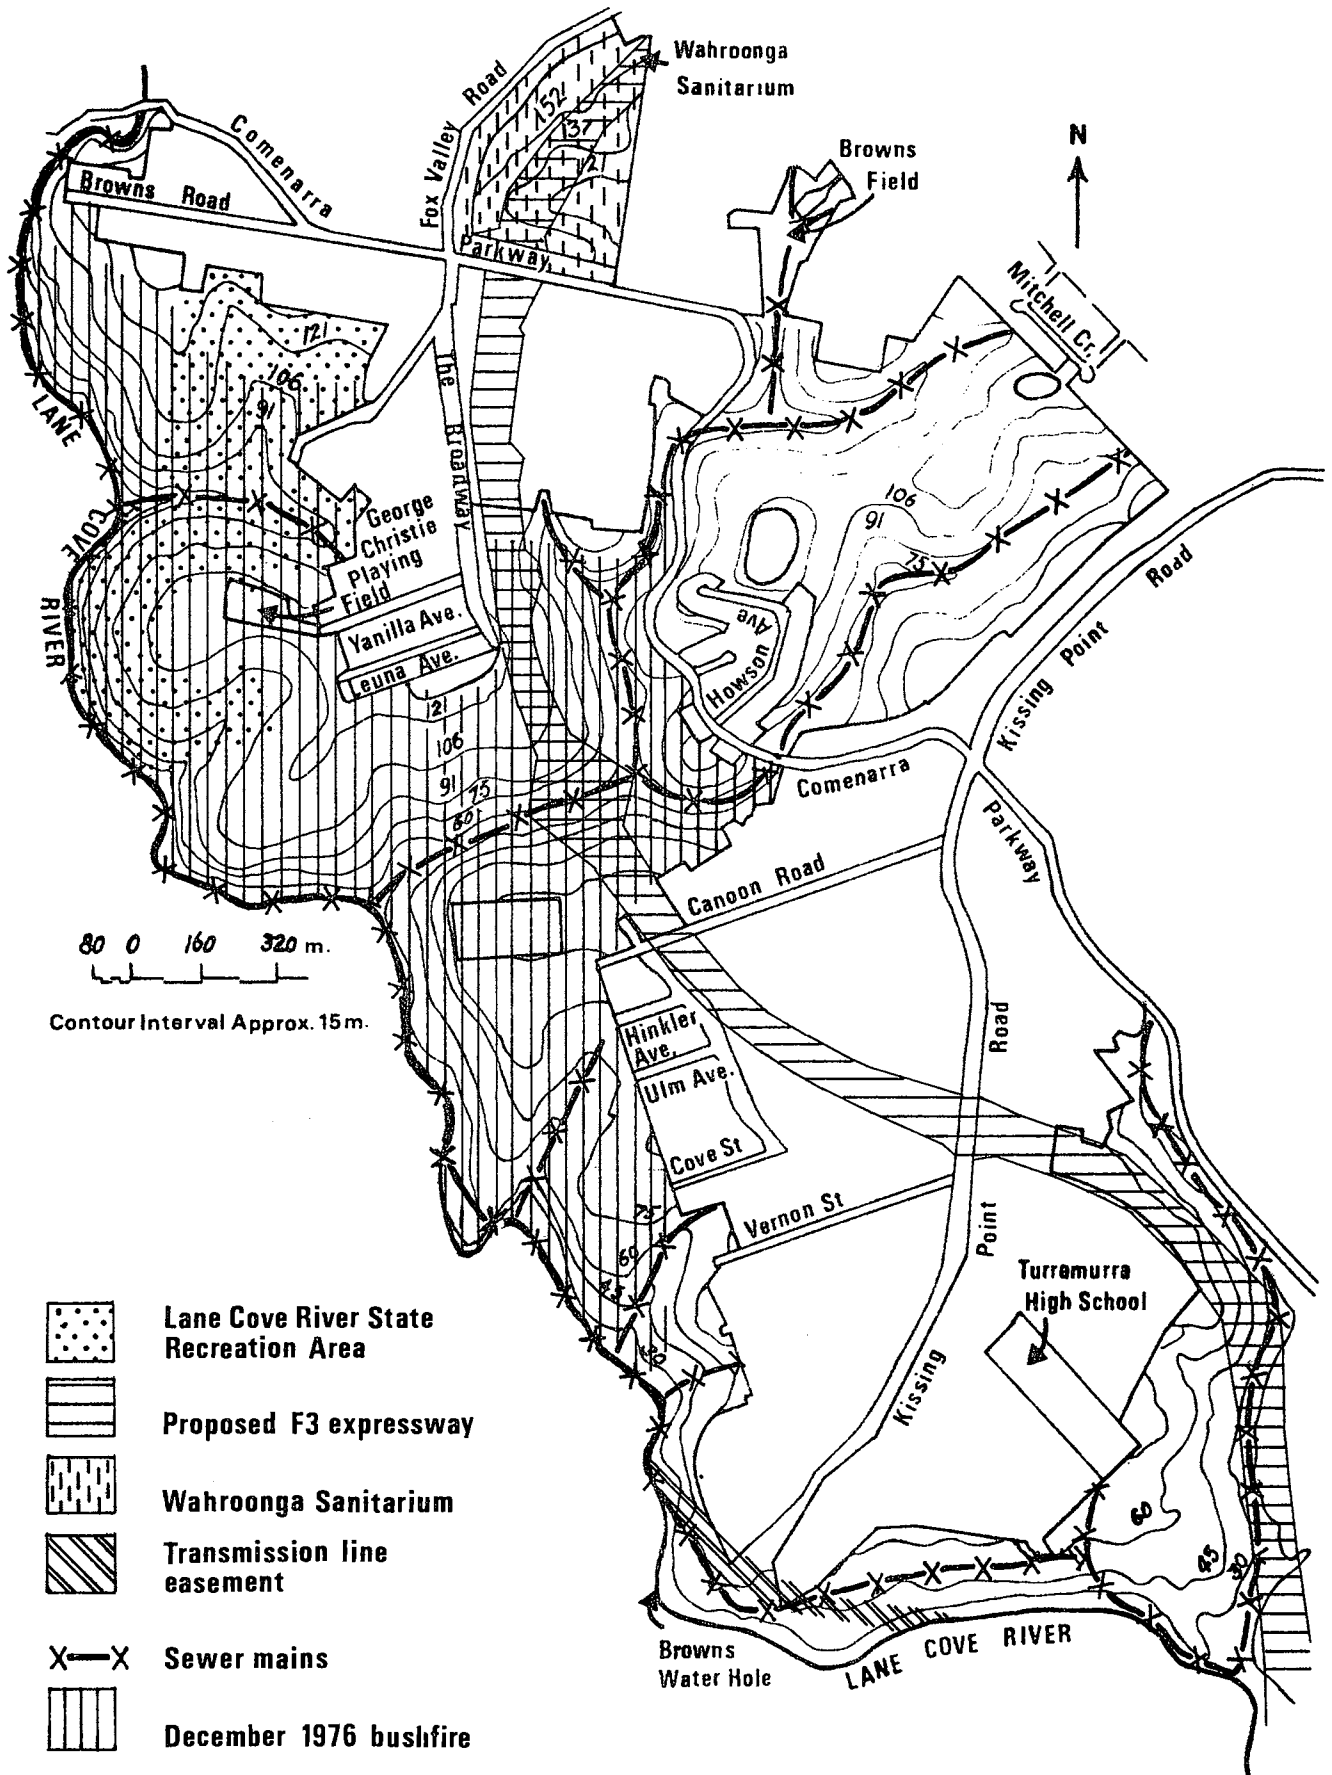 Wahroonga
Sanitarium
Fox Valley Road
152
137
121
Browns
Field
N
Comenarra
Browns Road
Parkway
Mitchell Cr.
121
106
91
The Broadway
LANE
COVE
RIVER
George
Christie
Playing
Field
Yanilla Ave.
Leuna Ave.
106
91
75
Howson
Ave
Kissing Point Road
121
106
91
75
60
Comenarra
Parkway
Canoon Road
80 0 160 320 m.
Contour Interval Approx. 15m.
Hinkler
Ave.
Ulm Ave.
Cove St
Vernon St
Kissing Point Road
75
60
45
30
Turramurra
High School
60
45
30
Browns
Water Hole
LANE COVE RIVER
Lane Cove River State
Recreation Area
Proposed F3 expressway
Wahroonga Sanitarium
Transmission line
easement
X—X Sewer mains
December 1976 bushfire